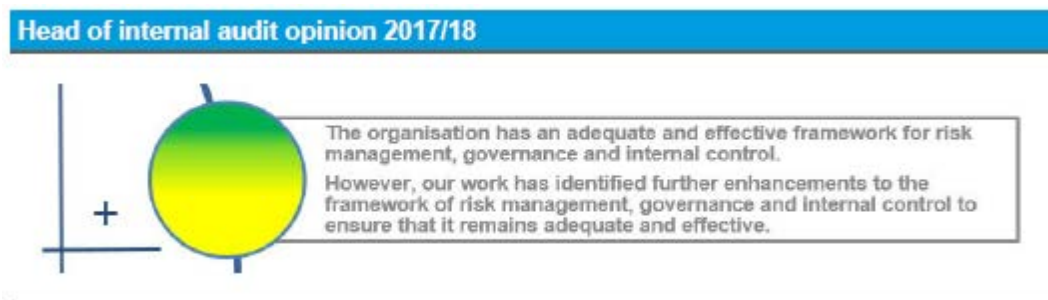 Head of internal audit opinion 2017/18
The organisation has an adequate and effective framework for risk
management, governance and internal control.
However, our work has identified further enhancements to the
framework of risk management, governance and internal control to
ensure that it remains adequate and effective.
+